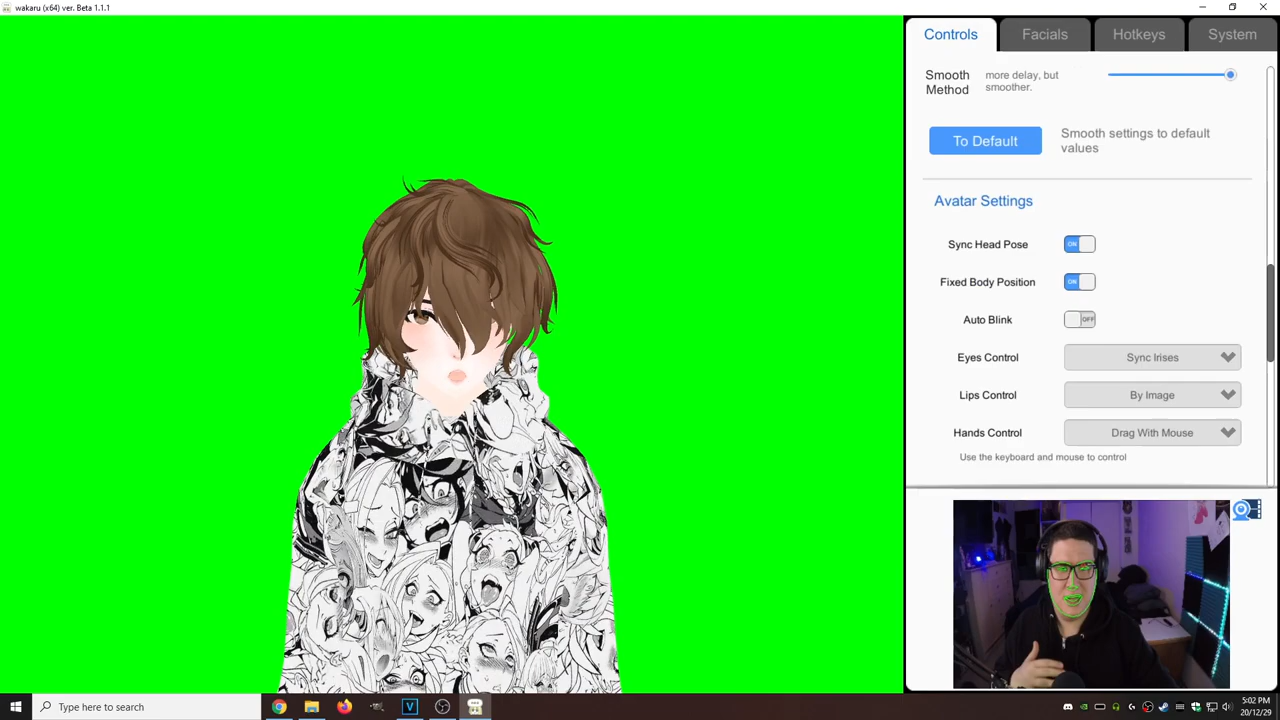 wakaru (x64) ver. Beta 1.1.1
Controls
Facials
Hotkeys
System
Smooth
Method
more delay, but
smoother.
To Default
Smooth settings to default
values
Avatar Settings
Sync Head Pose
ON
Fixed Body Position
ON
Auto Blink
OFF
Eyes Control
Sync Irises
Lips Control
By Image
Hands Control
Drag With Mouse
Use the keyboard and mouse to control
Type here to search
V
5:02 PM
20/12/29